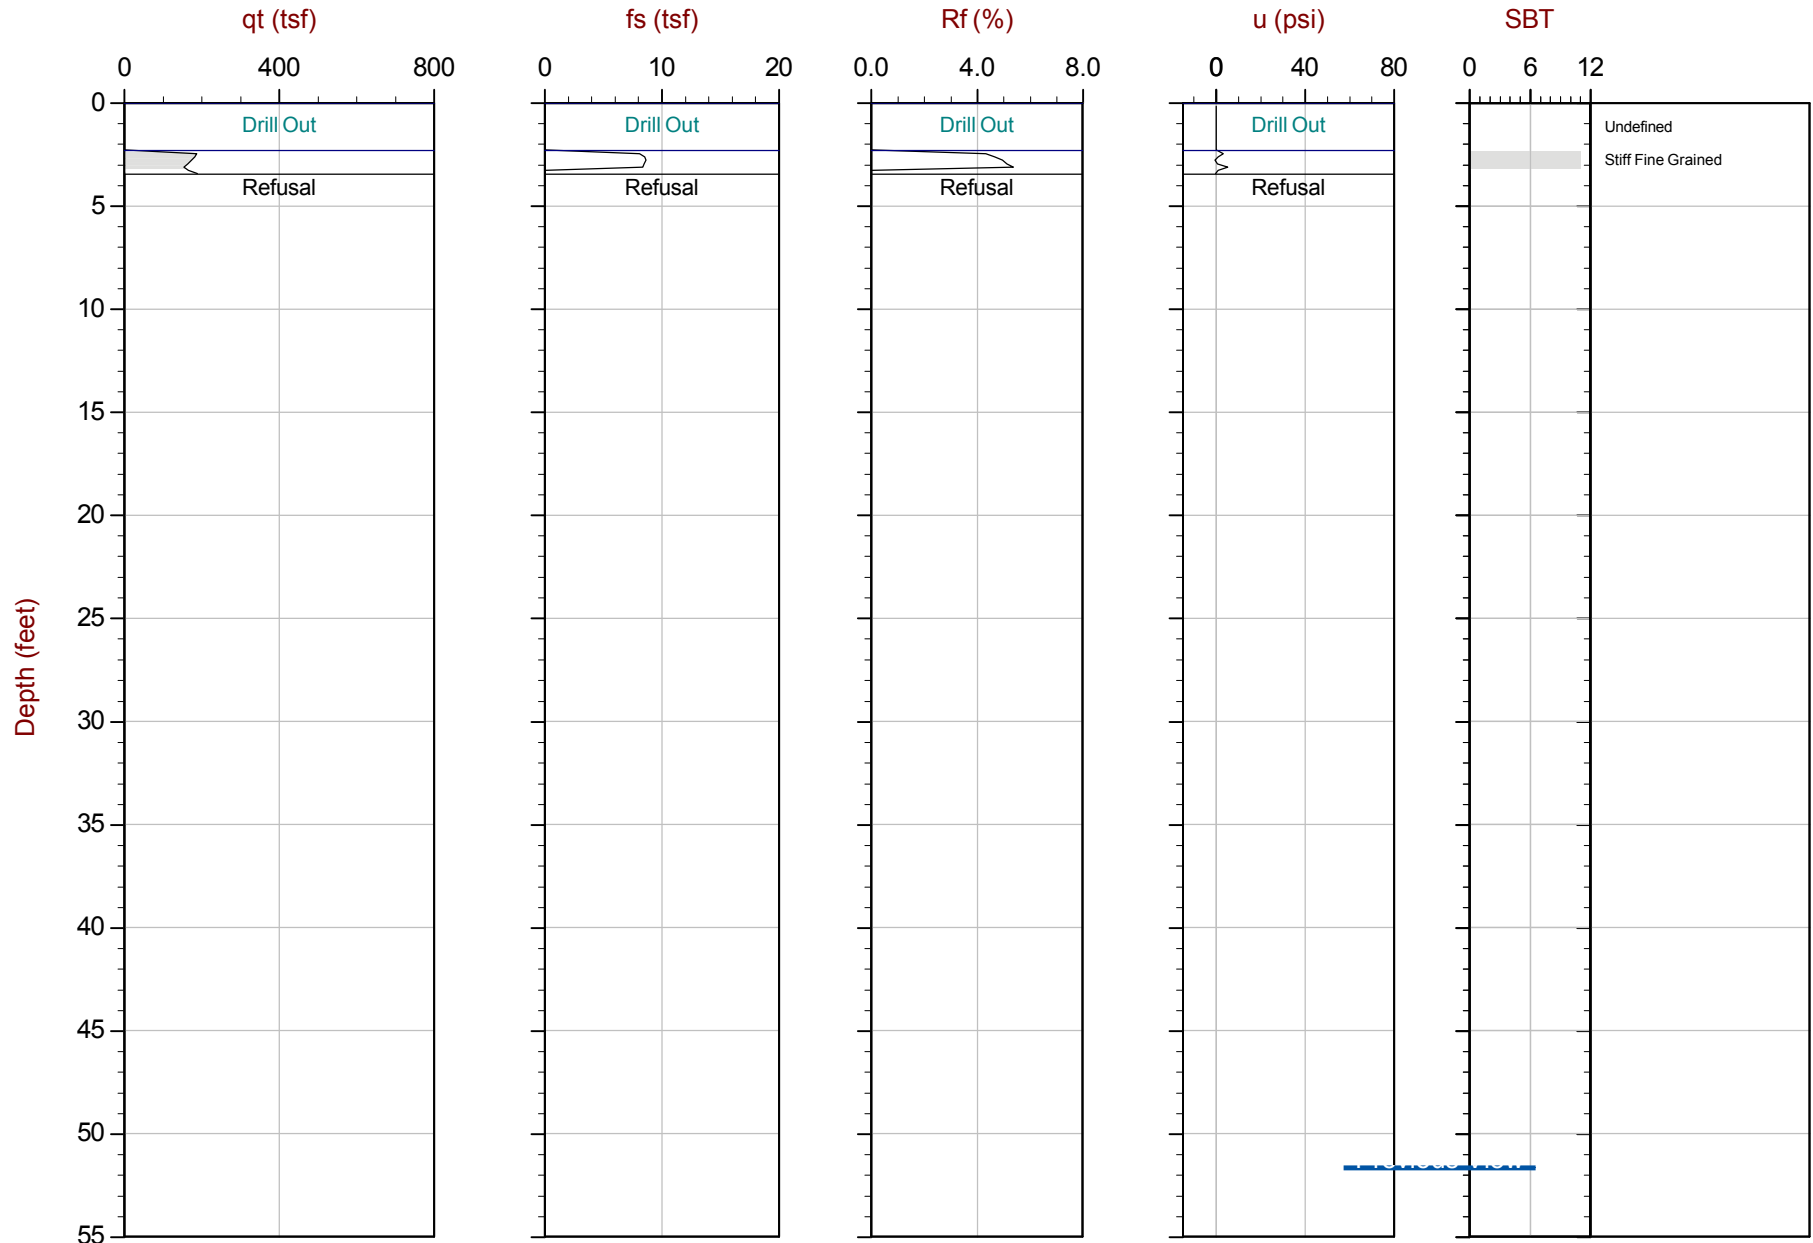 qt (tsf) fs (tsf) Rf (%) u (psi) SBT
0 400 800 0 10 20 0.0 4.0 8.0 0 40 80 0 6 12
0
Drill Out Drill Out Drill Out Drill Out Undefined
Stiff Fine Grained
Refusal Refusal Refusal Refusal
5
10
15
20
25
Depth (feet)
30
35
40
45
50
55